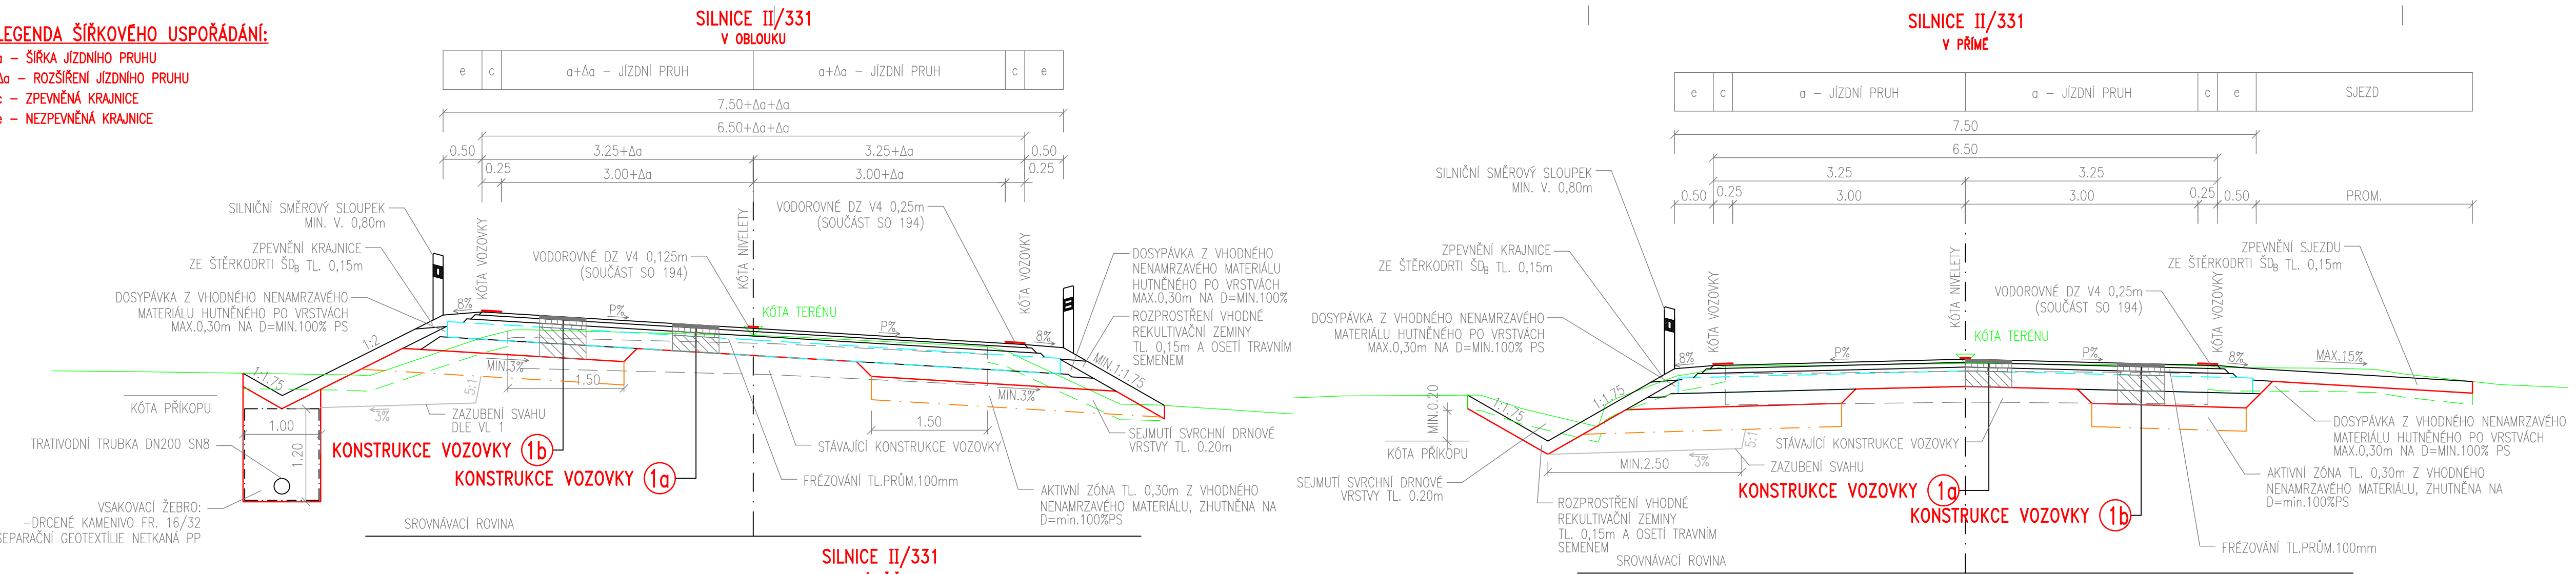 LEGENDA ŠÍŘKOVÉHO USPOŘÁDÁNÍ:
a – ŠÍŘKA JÍZDNÍHO PRUHU
Δa – ROZŠÍŘENÍ JÍZDNÍHO PRUHU
c – ZPEVNĚNÁ KRAJNICE
e – NEZPEVNĚNÁ KRAJNICE
SILNICE II/331
V OBLOUKU
e
c
a+Δa – JÍZDNÍ PRUH
a+Δa – JÍZDNÍ PRUH
c
e
7.50+Δa+Δa
6.50+Δa+Δa
0.50
3.25+Δa
3.25+Δa
0.50
0.25
3.00+Δa
3.00+Δa
0.25
SILNIČNÍ SMĚROVÝ SLOUPEK
MIN. V. 0,80m
ZPEVNĚNÍ KRAJNICE
ZE ŠTĚRKODRTI ŠDB TL. 0,15m
DOSYPÁVKA Z VHODNÉHO NENAMRZAVÉHO
MATERIÁLU HUTNĚNÉHO PO VRSTVÁCH
MAX.0,30m NA D=MIN.100% PS
KÓTA VOZOVKY
VODOROVNÉ DZ V4 0,125m
(SOUČÁST SO 194)
KÓTA NIVELETY
VODOROVNÉ DZ V4 0,25m
(SOUČÁST SO 194)
KÓTA TERÉNU
KÓTA VOZOVKY
DOSYPÁVKA Z VHODNÉHO
NENAMRZAVÉHO MATERIÁLU
HUTNĚNÉHO PO VRSTVÁCH
MAX.0,30m NA D=MIN.100%
ROZPROSTŘENÍ VHODNÉ
REKULTIVAČNÍ ZEMINY
TL. 0,15m A OSETÍ TRAVNÍM
SEMENEM
8%
P%
P%
8%
1:2
1:1.75
MIN.1:1.75
MIN.3%
1.50
MIN.3%
1.50
5:1
3%
KÓTA PŘÍKOPU
1.00
1.20
ZAZUBENÍ SVAHU
DLE VL 1
TRATIVODNÍ TRUBKA DN200 SN8
KONSTRUKCE VOZOVKY 1b
KONSTRUKCE VOZOVKY 1a
STÁVAJÍCÍ KONSTRUKCE VOZOVKY
FRÉZOVÁNÍ TL.PRŮM.100mm
SEJMUTÍ SVRCHNÍ DRNOVÉ
VRSTVY TL. 0.20m
AKTIVNÍ ZÓNA TL. 0,30m Z VHODNÉHO
NENAMRZAVÉHO MATERIÁLU, ZHUTNĚNA NA
D=min.100%PS
VSAKOVACÍ ŽEBRO:
-DRCENÉ KAMENIVO FR. 16/32
SEPARAČNÍ GEOTEXTÍLIE NETKANÁ PP
SROVNÁVACÍ ROVINA
SILNICE II/331
SILNICE II/331
V PŘÍMÉ
e
c
a – JÍZDNÍ PRUH
a – JÍZDNÍ PRUH
c
e
SJEZD
7.50
6.50
3.25
3.25
0.50
0.25
3.00
3.00
0.25
0.50
PROM.
SILNIČNÍ SMĚROVÝ SLOUPEK
MIN. V. 0,80m
ZPEVNĚNÍ KRAJNICE
ZE ŠTĚRKODRTI ŠDB TL. 0,15m
DOSYPÁVKA Z VHODNÉHO NENAMRZAVÉHO
MATERIÁLU HUTNĚNÉHO PO VRSTVÁCH
MAX.0,30m NA D=MIN.100% PS
KÓTA VOZOVKY
KÓTA NIVELETY
KÓTA TERÉNU
VODOROVNÉ DZ V4 0,25m
(SOUČÁST SO 194)
KÓTA VOZOVKY
ZPEVNĚNÍ SJEZDU
ZE ŠTĚRKODRTI ŠDB TL. 0,15m
8%
P%
P%
8%
MAX.15%
1:1.75
1:1.75
MIN.0.20
KÓTA PŘÍKOPU
MIN.2.50
3%
5:1
ZAZUBENÍ SVAHU
STÁVAJÍCÍ KONSTRUKCE VOZOVKY
SEJMUTÍ SVRCHNÍ DRNOVÉ
VRSTVY TL. 0.20m
ROZPROSTŘENÍ VHODNÉ
REKULTIVAČNÍ ZEMINY
TL. 0,15m A OSETÍ TRAVNÍM
SEMENEM
KONSTRUKCE VOZOVKY 1a
KONSTRUKCE VOZOVKY 1b
DOSYPÁVKA Z VHODNÉHO NENAMRZAVÉHO
MATERIÁLU HUTNĚNÉHO PO VRSTVÁCH
MAX.0,30m NA D=MIN.100% PS
AKTIVNÍ ZÓNA TL. 0,30m Z VHODNÉHO
NENAMRZAVÉHO MATERIÁLU, ZHUTNĚNA NA
D=min.100%PS
FRÉZOVÁNÍ TL.PRŮM.100mm
SROVNÁVACÍ ROVINA